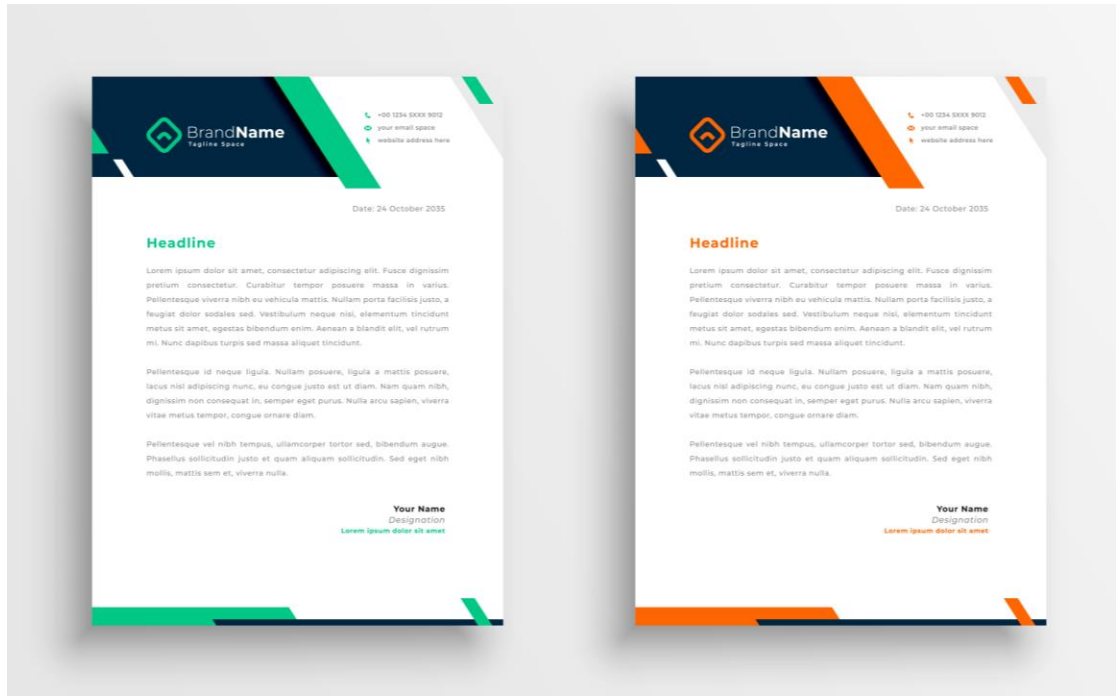 BrandName
Tagline Space
+00 1234 5XXX 9012
your email space
website address here
Date: 24 October 2035
Headline
Lorem ipsum dolor sit amet, consectetur adipiscing elit. Fusce dignissim
pretium consectetur. Curabitur tempor posuere massa in varius.
Pellentesque viverra nibh eu vehicula mattis. Nullam porta facilisis justo, a
feugiat dolor sodales sed. Vestibulum neque nisi, elementum tincidunt
metus sit amet, egestas bibendum enim. Aenean a blandit elit, vel rutrum
mi. Nunc dapibus turpis sed massa aliquet tincidunt.
Pellentesque id neque ligula. Nullam posuere, ligula a mattis posuere,
lacus nisl adipiscing nunc, eu congue justo est ut diam. Nam quam nibh,
dignissim non consequat in, semper eget purus. Nulla arcu sapien, viverra
vitae metus tempor, congue ornare diam.
Pellentesque vel nibh tempus, ullamcorper tortor sed, bibendum augue.
Phasellus sollicitudin justo et quam aliquam sollicitudin. Sed eget nibh
mollis, mattis sem et, viverra nulla.
Your Name
Designation
Lorem ipsum dolor sit amet
BrandName
Tagline Space
+00 1234 5XXX 9012
your email space
website address here
Date: 24 October 2035
Headline
Lorem ipsum dolor sit amet, consectetur adipiscing elit. Fusce dignissim
pretium consectetur. Curabitur tempor posuere massa in varius.
Pellentesque viverra nibh eu vehicula mattis. Nullam porta facilisis justo, a
feugiat dolor sodales sed. Vestibulum neque nisi, elementum tincidunt
metus sit amet, egestas bibendum enim. Aenean a blandit elit, vel rutrum
mi. Nunc dapibus turpis sed massa aliquet tincidunt.
Pellentesque id neque ligula. Nullam posuere, ligula a mattis posuere,
lacus nisl adipiscing nunc, eu congue justo est ut diam. Nam quam nibh,
dignissim non consequat in, semper eget purus. Nulla arcu sapien, viverra
vitae metus tempor, congue ornare diam.
Pellentesque vel nibh tempus, ullamcorper tortor sed, bibendum augue.
Phasellus sollicitudin justo et quam aliquam sollicitudin. Sed eget nibh
mollis, mattis sem et, viverra nulla.
Your Name
Designation
Lorem ipsum dolor sit amet